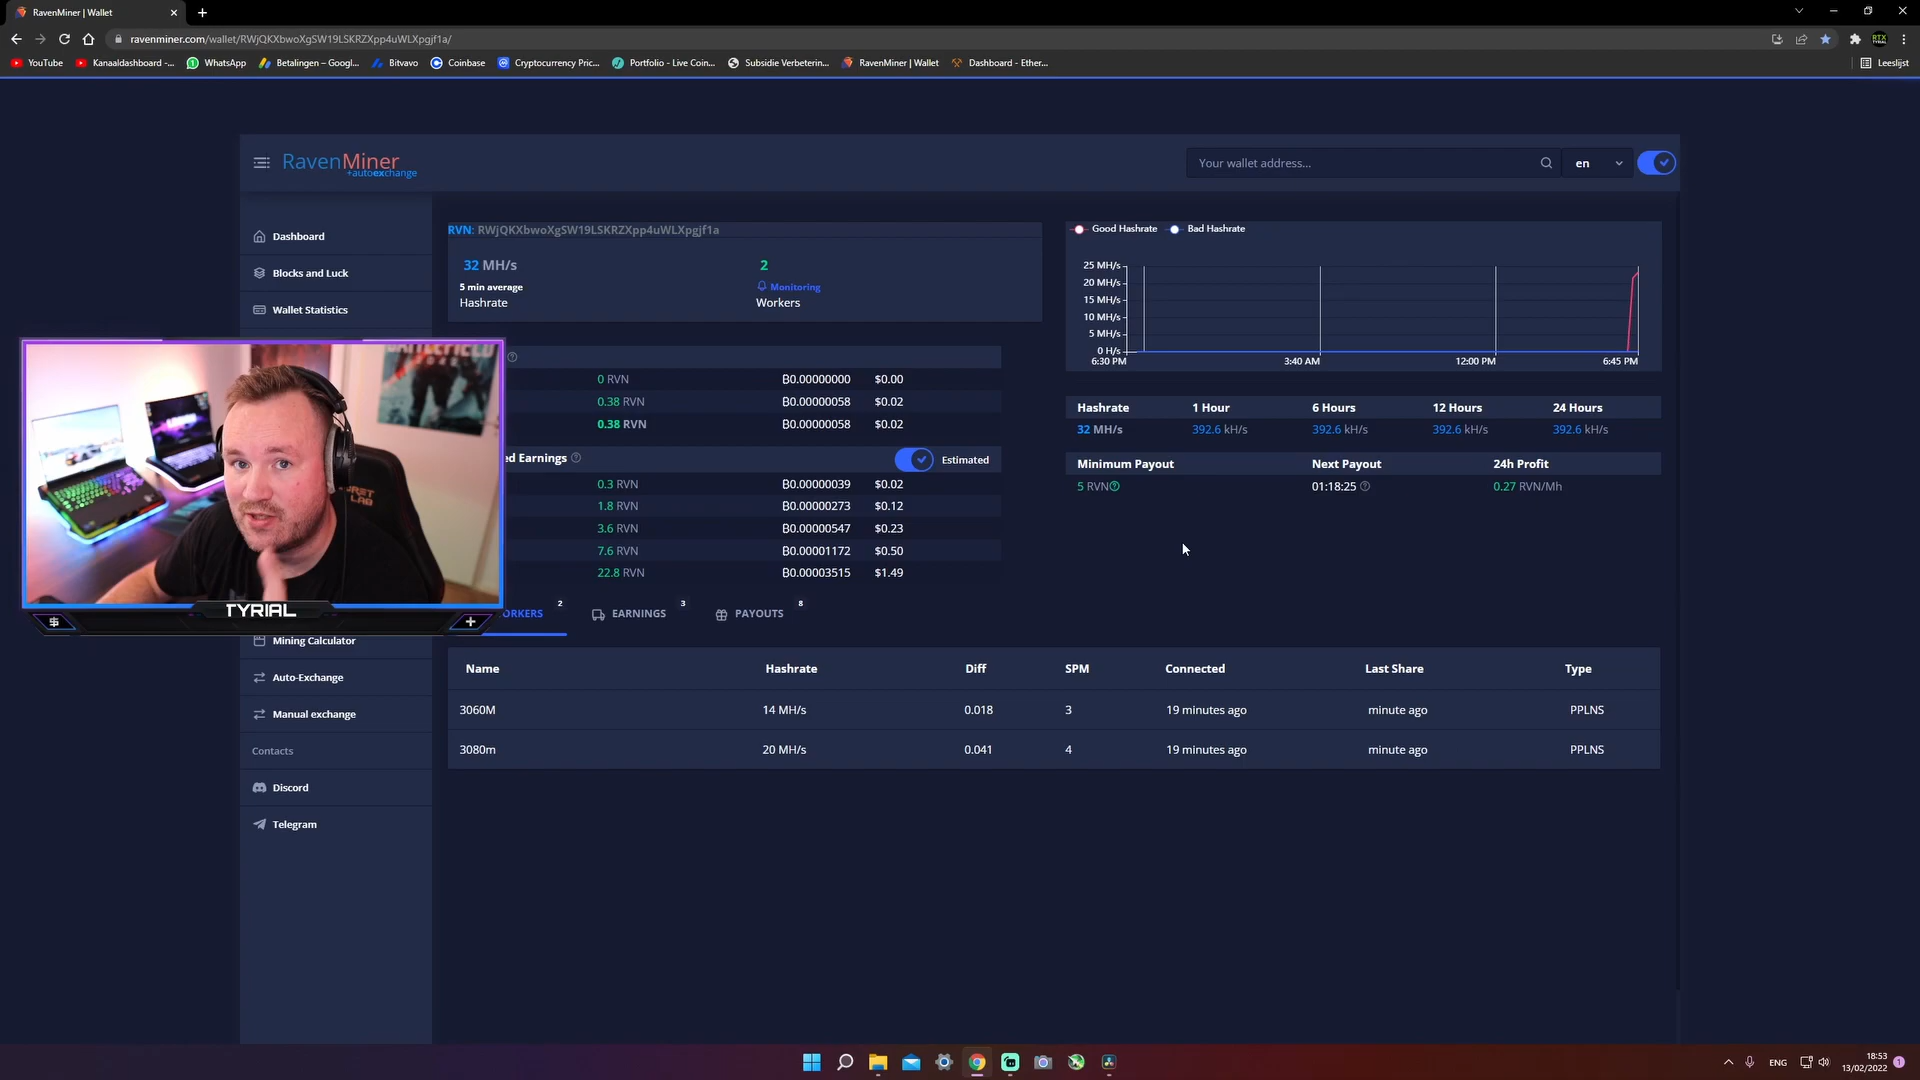 RavenMiner | Wallet
ravenminer.com/wallet/RWjQKXbwoXgSW19LSKRZXpp4uWLXpgjf1a/
YouTube Kanaaldashboard -... WhatsApp Betalingen – Googl... Bitvavo Coinbase Cryptocurrency Pric... Portfolio - Live Coin... Subsidie Verbeterin... RavenMiner | Wallet Dashboard - Ether... Leeslijst
RavenMiner
+autoexchange
Your wallet address...
en
Dashboard
Blocks and Luck
Wallet Statistics
RVN: RWjQKXbwoXgSW19LSKRZXpp4uWLXpgjf1a
32 MH/s 2
5 min average Monitoring
Hashrate Workers
Good Hashrate Bad Hashrate
25 MH/s
20 MH/s
15 MH/s
10 MH/s
5 MH/s
0 H/s
6:30 PM 3:40 AM 12:00 PM 6:45 PM
0 RVN Ƀ0.00000000 $0.00
0.38 RVN Ƀ0.00000058 $0.02
0.38 RVN Ƀ0.00000058 $0.02
ed Earnings Estimated
0.3 RVN Ƀ0.00000039 $0.02
1.8 RVN Ƀ0.00000273 $0.12
3.6 RVN Ƀ0.00000547 $0.23
7.6 RVN Ƀ0.00001172 $0.50
22.8 RVN Ƀ0.00003515 $1.49
Hashrate 1 Hour 6 Hours 12 Hours 24 Hours
32 MH/s 392.6 kH/s 392.6 kH/s 392.6 kH/s 392.6 kH/s
Minimum Payout Next Payout 24h Profit
5 RVN 01:18:25 0.27 RVN/Mh
TYRIAL
ORKERS 2 EARNINGS 3 PAYOUTS 8
Name Hashrate Diff SPM Connected Last Share Type
3060M 14 MH/s 0.018 3 19 minutes ago minute ago PPLNS
3080m 20 MH/s 0.041 4 19 minutes ago minute ago PPLNS
Mining Calculator
Auto-Exchange
Manual exchange
Contacts
Discord
Telegram
ENG
18:53
13/02/2022
1